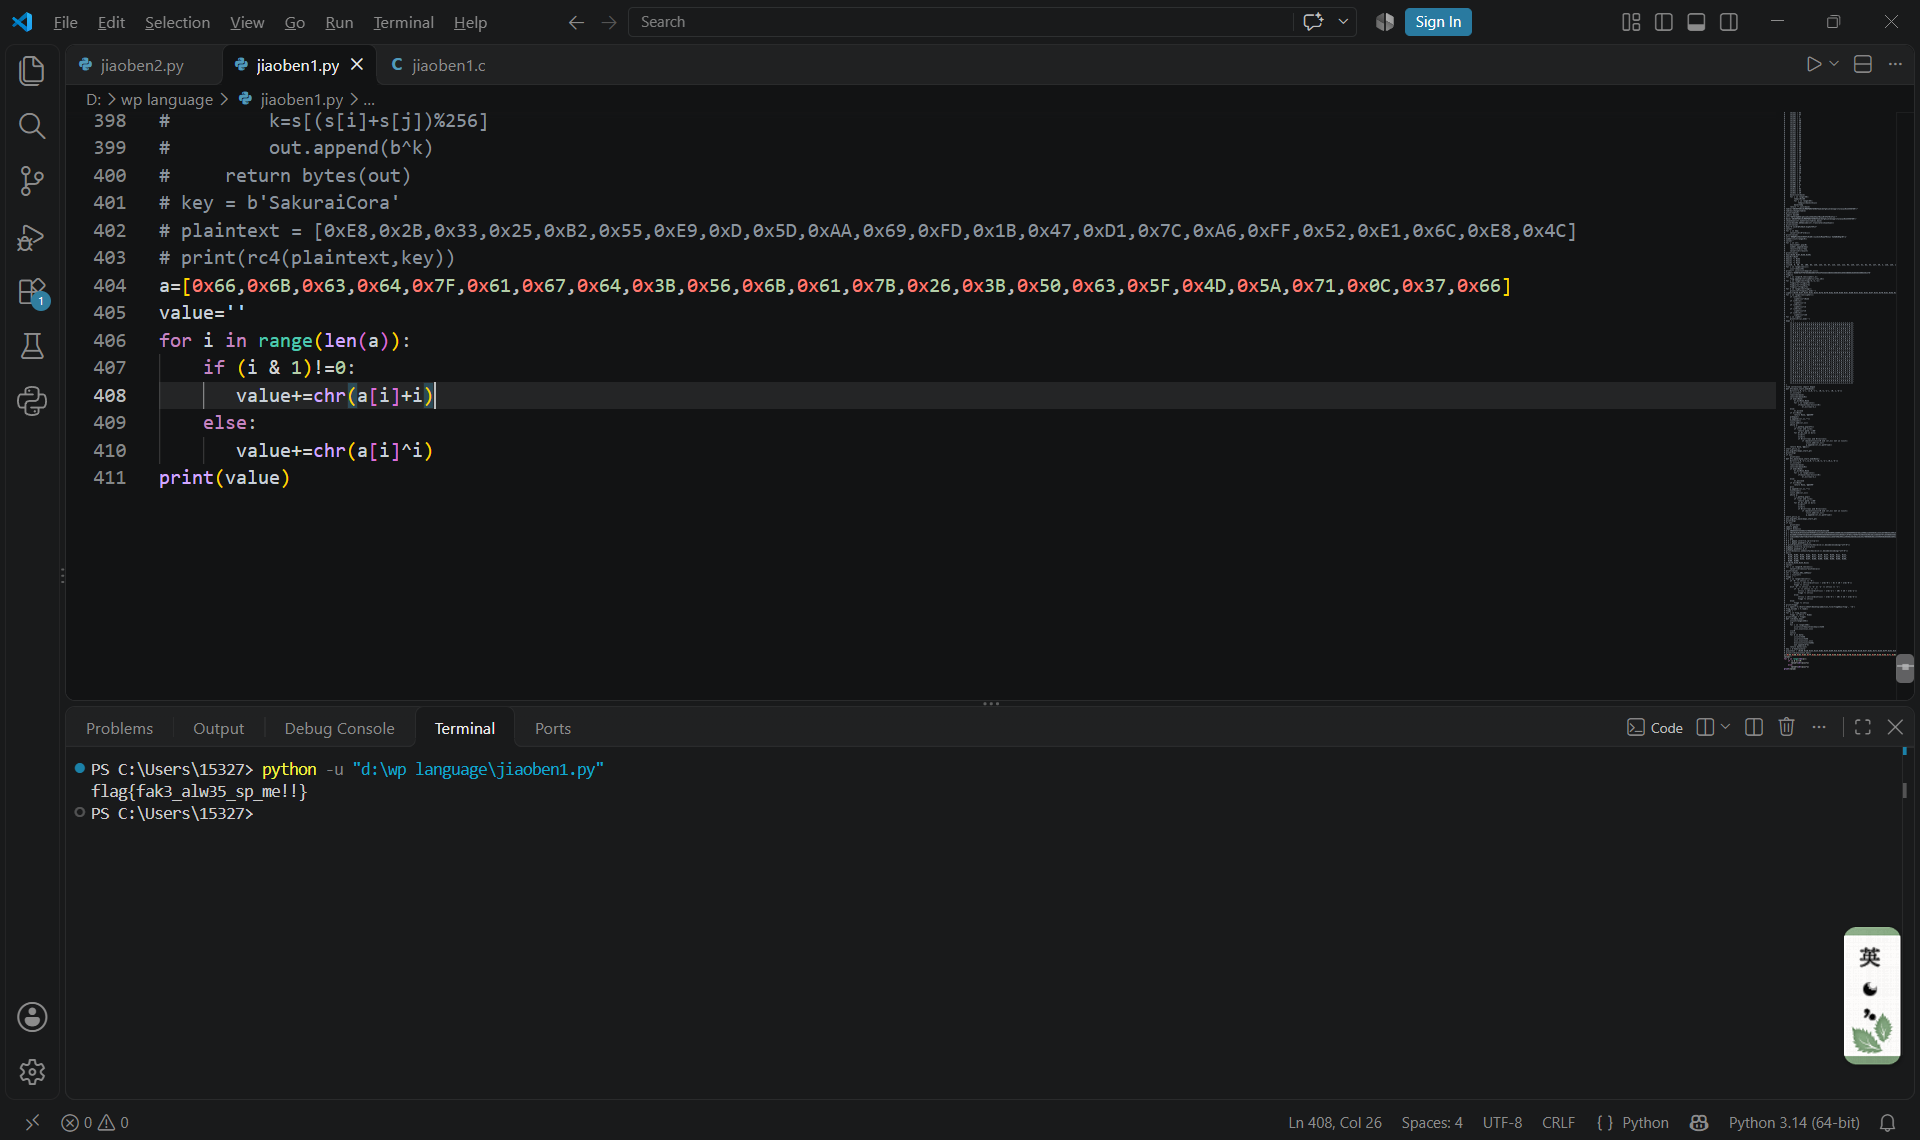 File Edit Selection View Go Run Terminal Help
Search
Sign In
jiaoben2.py
jiaoben1.py
C jiaoben1.c
D: > wp language > jiaoben1.py > ...
398 #         k=s[(s[i]+s[j])%256]
399 #         out.append(b^k)
400 #     return bytes(out)
401 # key = b'SakuraiCora'
402 # plaintext = [0xE8,0x2B,0x33,0x25,0xB2,0x55,0xE9,0xD,0x5D,0xAA,0x69,0xFD,0x1B,0x47,0xD1,0x7C,0xA6,0xFF,0x52,0xE1,0x6C,0xE8,0x4C]
403 # print(rc4(plaintext,key))
404 a=[0x66,0x6B,0x63,0x64,0x7F,0x61,0x67,0x64,0x3B,0x56,0x6B,0x61,0x7B,0x26,0x3B,0x50,0x63,0x5F,0x4D,0x5A,0x71,0x0C,0x37,0x66]
405 value=''
406 for i in range(len(a)):
407     if (i & 1)!=0:
408        value+=chr(a[i]+i)
409     else:
410        value+=chr(a[i]^i)
411 print(value)
1
Problems Output Debug Console Terminal Ports
Code
PS C:\Users\15327> python -u "d:\wp language\jiaoben1.py"
flag{fak3_alw35_sp_me!!}
PS C:\Users\15327>
英
0 0
Ln 408, Col 26 Spaces: 4 UTF-8 CRLF { } Python Python 3.14 (64-bit)